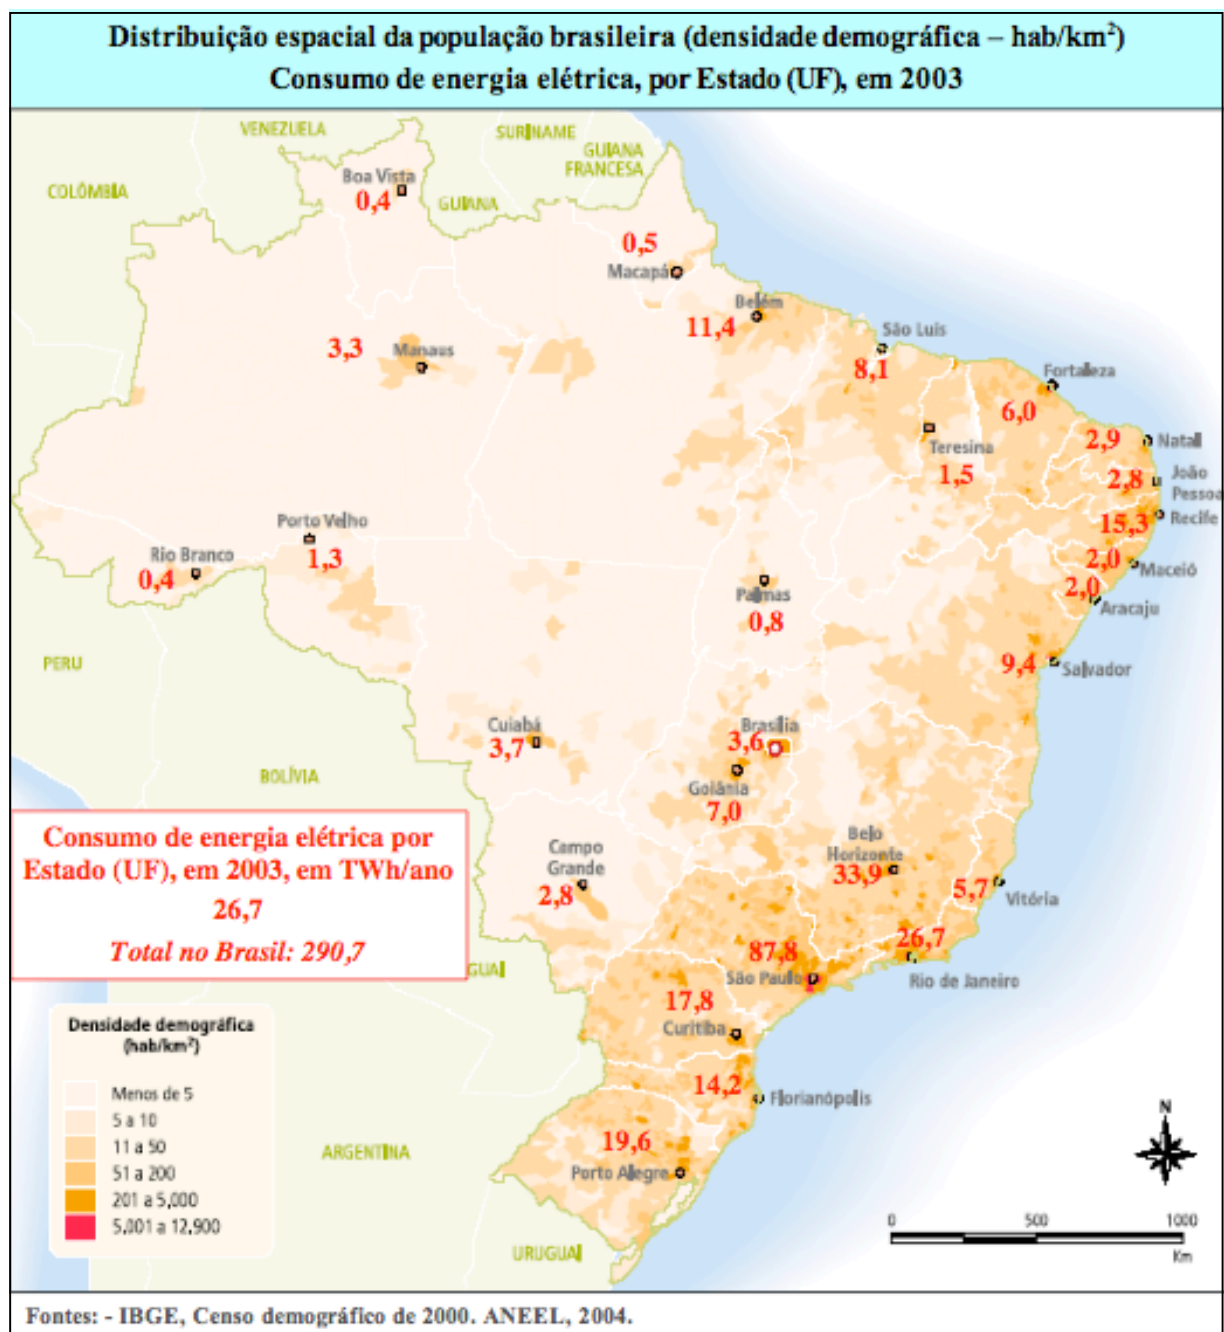 Distribuição espacial da população brasileira (densidade demográfica – hab/km²)
Consumo de energia elétrica, por Estado (UF), em 2003
VENEZUELA
SURINAME
GUIANA
FRANCESA
COLÔMBIA
Boa Vista
0,4
GUIANA
0,5
Macapá
Belém
11,4
São Luis
8,1
3,3
Manaus
Fortaleza
6,0
2,9
Natal
Teresina
1,5
2,8
João
Pessoa
15,3
Recife
Porto Velho
1,3
Rio Branco
0,4
2,0
Maceió
2,0
Aracaju
Palmas
0,8
PERU
9,4
Salvador
Cuiabá
3,7
Brasília
3,6
Goiânia
7,0
BOLÍVIA
Consumo de energia elétrica por
Estado (UF), em 2003, em TWh/ano
26,7
Total no Brasil: 290,7
Campo
Grande
2,8
Belo
Horizonte
33,9
5,7
Vitória
26,7
Rio de Janeiro
87,8
São Paulo
GUAI
17,8
Curitiba
14,2
Florianópolis
19,6
Porto Alegre
ARGENTINA
URUGUAI
Densidade demográfica
(hab/km²)
Menos de 5
5 a 10
11 a 50
51 a 200
201 a 5,000
5,001 a 12,900
N
0 500 1000
Km
Fontes: - IBGE, Censo demográfico de 2000. ANEEL, 2004.